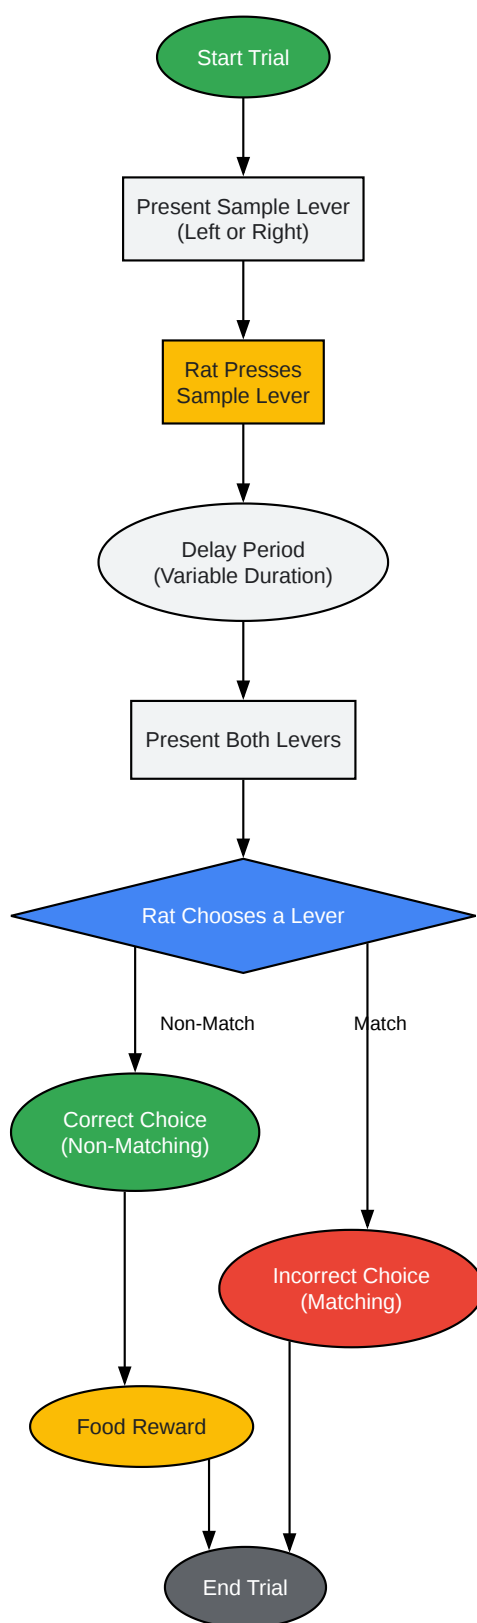 Start Trial
Present Sample Lever
(Left or Right)
Rat Presses
Sample Lever
Delay Period
(Variable Duration)
Present Both Levers
Rat Chooses a Lever
Non-Match
Match
Correct Choice
(Non-Matching)
Incorrect Choice
(Matching)
Food Reward
End Trial